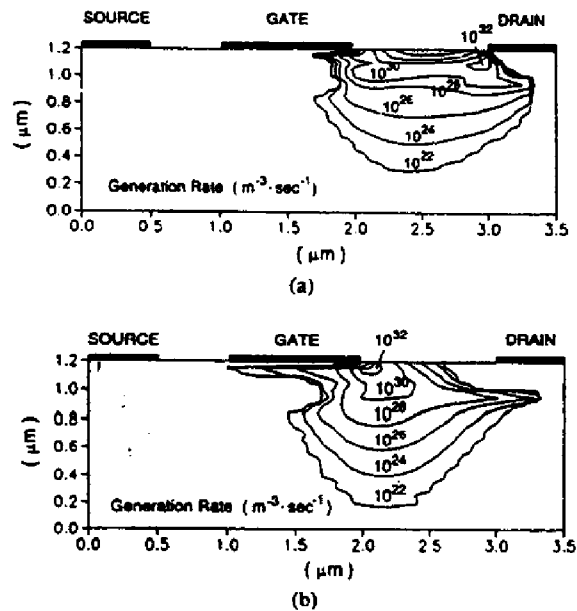 SOURCE GATE DRAIN
10^32
1.2
1.0
0.8
0.6
0.4
0.2
0.0
( μm )
10^30
10^28
10^26
10^24
10^22
Generation Rate ( m^-3·sec^-1 )
0.0 0.5 1.0 1.5 2.0 2.5 3.0 3.5
( μm )
(a)
SOURCE GATE DRAIN
10^32
1.2
1.0
0.8
0.6
0.4
0.2
0.0
( μm )
10^30
10^28
10^26
10^24
10^22
Generation Rate ( m^-3·sec^-1 )
0.0 0.5 1.0 1.5 2.0 2.5 3.0 3.5
( μm )
(b)